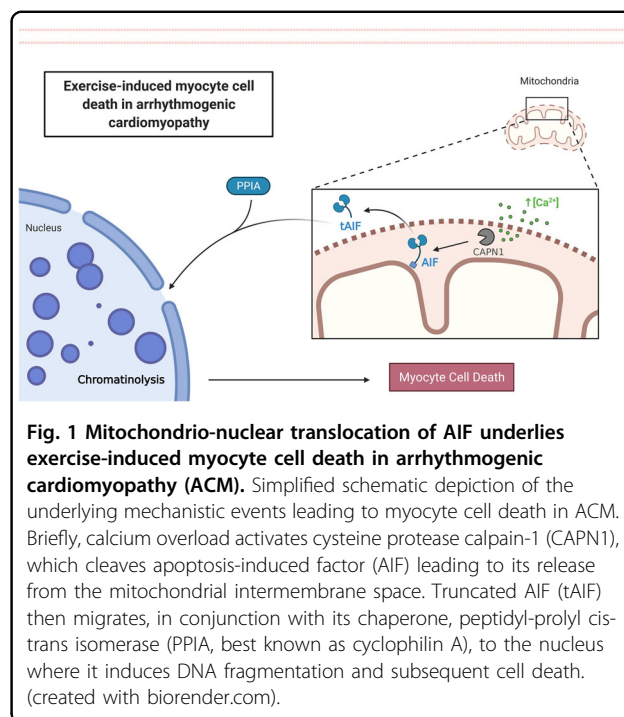 Exercise-induced myocyte cell
death in arrhythmogenic
cardiomyopathy
Mitochondria
PPIA
↑[Ca²⁺]
tAIF
Nucleus
CAPN1
AIF
Chromatinolysis
Myocyte Cell Death
Fig. 1 Mitochondrio-nuclear translocation of AIF underlies
exercise-induced myocyte cell death in arrhythmogenic
cardiomyopathy (ACM). Simplified schematic depiction of the
underlying mechanistic events leading to myocyte cell death in ACM.
Briefly, calcium overload activates cysteine protease calpain-1 (CAPN1),
which cleaves apoptosis-induced factor (AIF) leading to its release
from the mitochondrial intermembrane space. Truncated AIF (tAIF)
then migrates, in conjunction with its chaperone, peptidyl-prolyl cis-
trans isomerase (PPIA, best known as cyclophilin A), to the nucleus
where it induces DNA fragmentation and subsequent cell death.
(created with biorender.com).